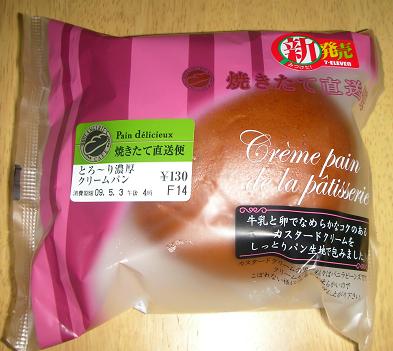 新発売
みつけた!
7-ELEVEN
焼きたて直送
Pain délicieux
焼きたて直送便
とろ～り濃厚
クリームパン
¥130
消費期限 09.5.3 午後 4時
F14
Crème pain
de la pâtisserie
牛乳と卵でなめらかなコクのある
カスタードクリームを
しっとりパン生地で包みました。